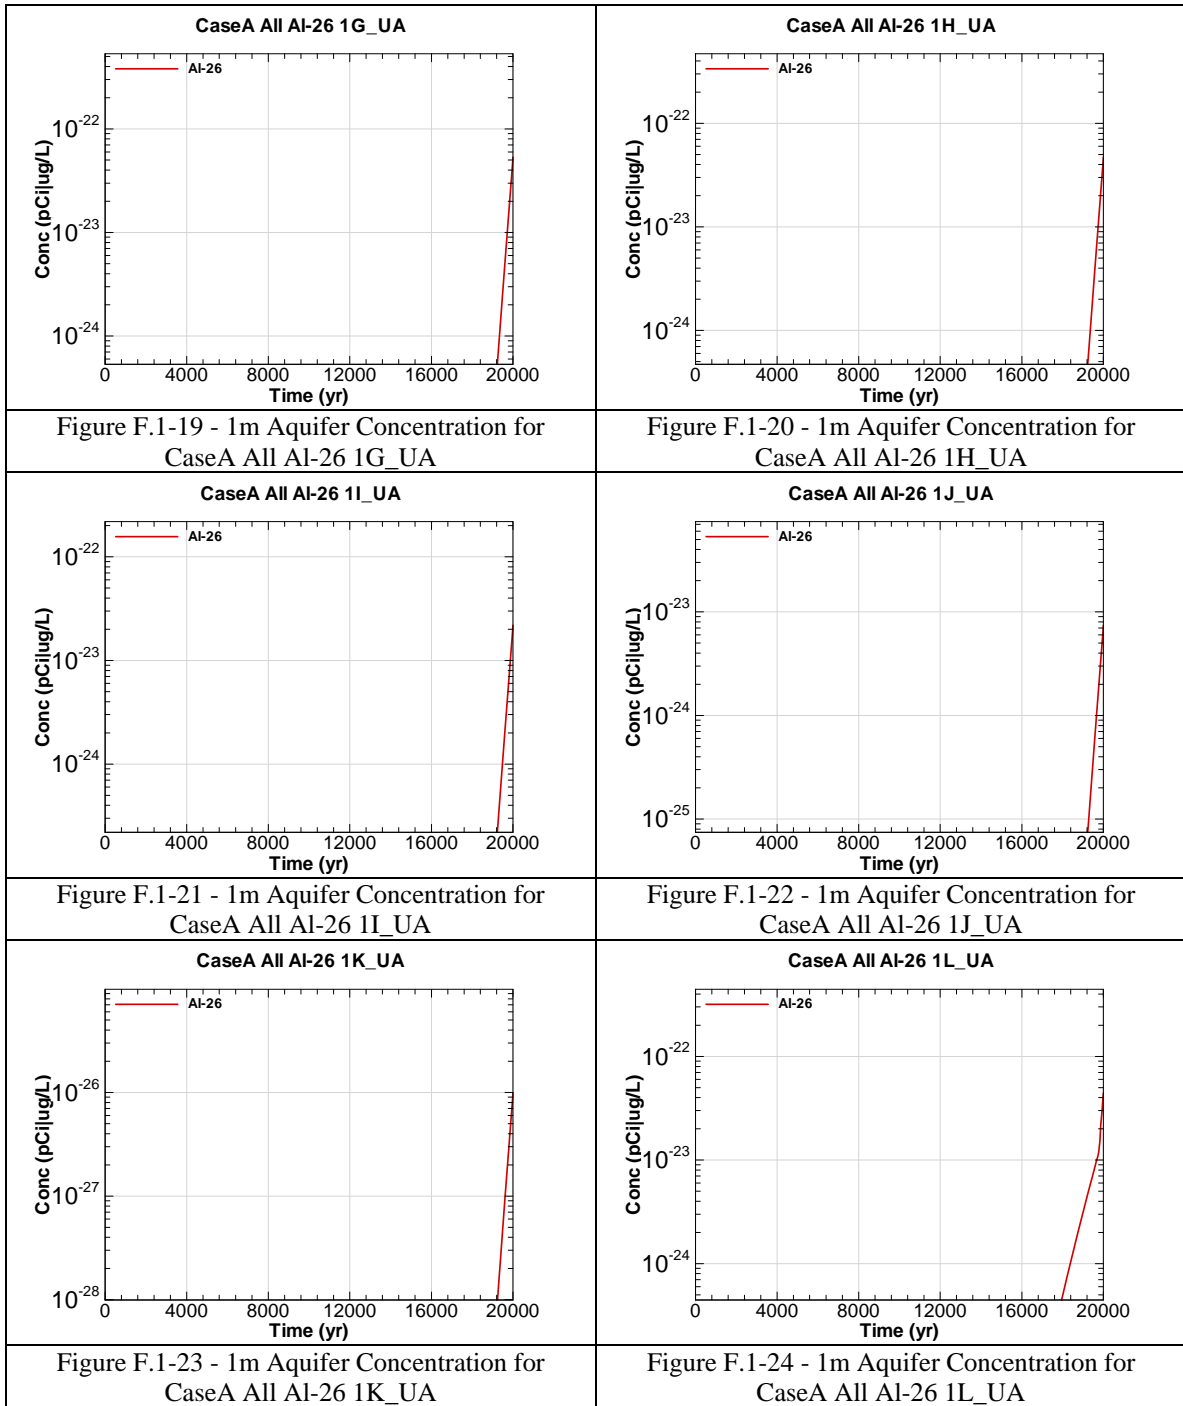 CaseA All Al-26 1G_UA
Al-26
10-22
10-23
10-24
Conc (pCi|ug/L)
0 4000 8000 12000 16000 20000
Time (yr)
Figure F.1-19 - 1m Aquifer Concentration for
CaseA All Al-26 1G_UA
CaseA All Al-26 1H_UA
Al-26
10-22
10-23
10-24
Conc (pCi|ug/L)
0 4000 8000 12000 16000 20000
Time (yr)
Figure F.1-20 - 1m Aquifer Concentration for
CaseA All Al-26 1H_UA
CaseA All Al-26 1I_UA
Al-26
10-22
10-23
10-24
Conc (pCi|ug/L)
0 4000 8000 12000 16000 20000
Time (yr)
Figure F.1-21 - 1m Aquifer Concentration for
CaseA All Al-26 1I_UA
CaseA All Al-26 1J_UA
Al-26
10-23
10-24
10-25
Conc (pCi|ug/L)
0 4000 8000 12000 16000 20000
Time (yr)
Figure F.1-22 - 1m Aquifer Concentration for
CaseA All Al-26 1J_UA
CaseA All Al-26 1K_UA
Al-26
10-26
10-27
10-28
Conc (pCi|ug/L)
0 4000 8000 12000 16000 20000
Time (yr)
Figure F.1-23 - 1m Aquifer Concentration for
CaseA All Al-26 1K_UA
CaseA All Al-26 1L_UA
Al-26
10-22
10-23
10-24
Conc (pCi|ug/L)
0 4000 8000 12000 16000 20000
Time (yr)
Figure F.1-24 - 1m Aquifer Concentration for
CaseA All Al-26 1L_UA